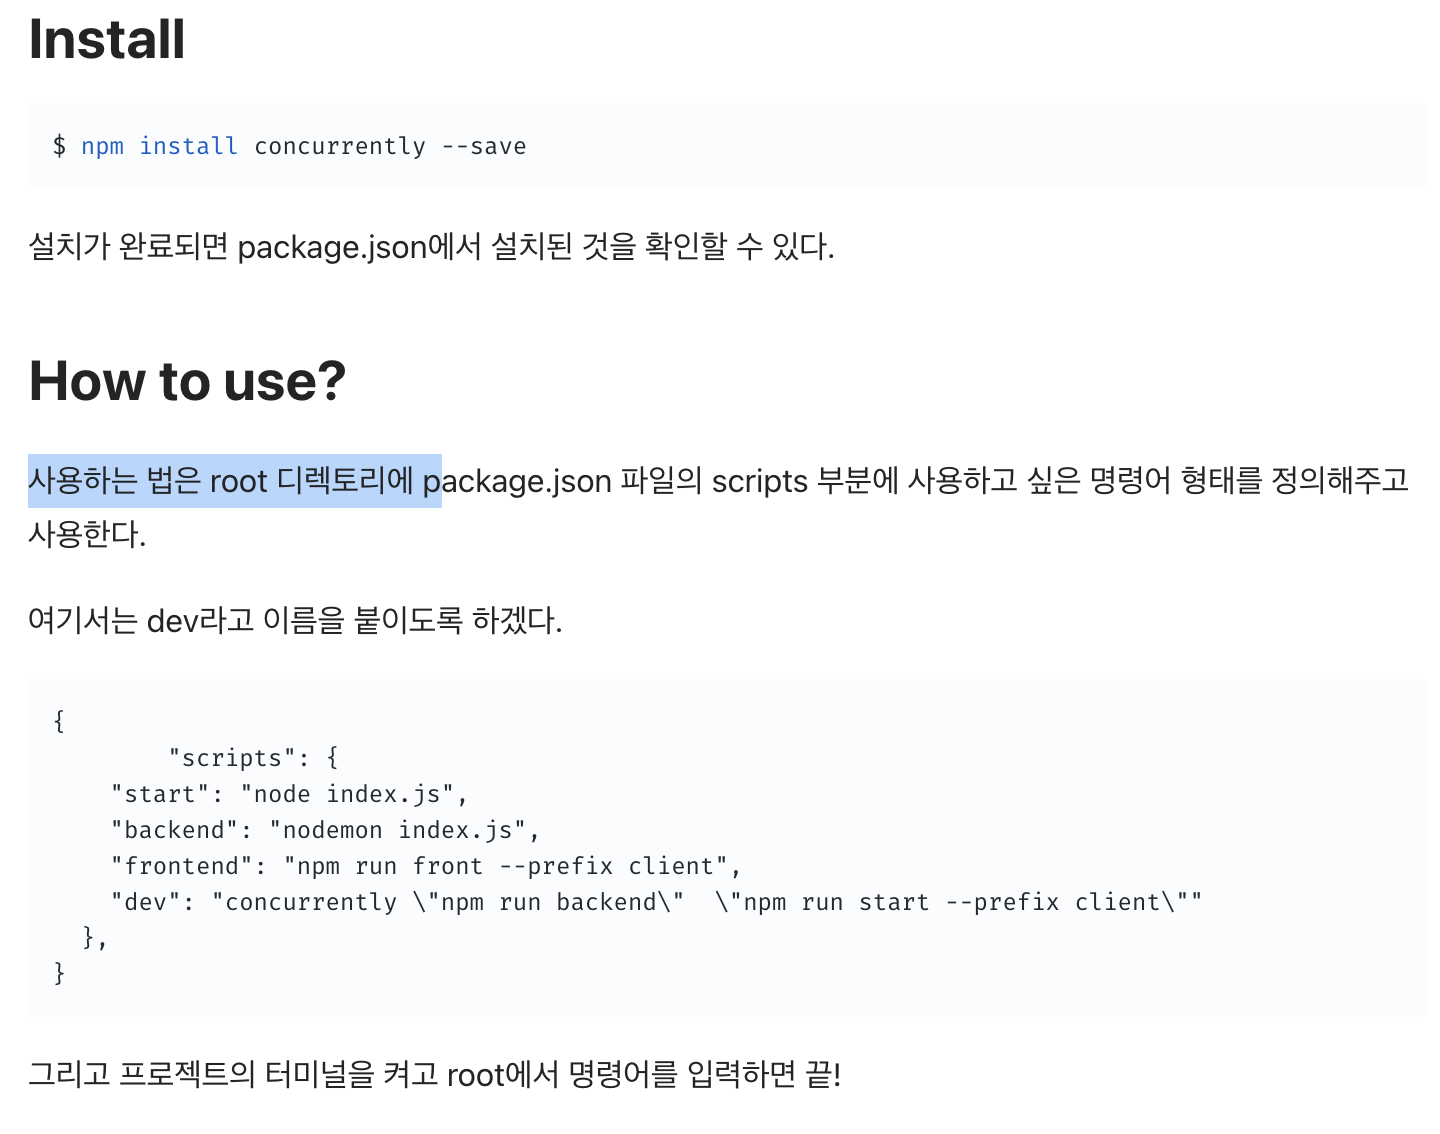 Install
$ npm install concurrently --save
설치가 완료되면 package.json에서 설치된 것을 확인할 수 있다.
How to use?
사용하는 법은 root 디렉토리에 package.json 파일의 scripts 부분에 사용하고 싶은 명령어 형태를 정의해주고
사용한다.
여기서는 dev라고 이름을 붙이도록 하겠다.
{
        "scripts": {
    "start": "node index.js",
    "backend": "nodemon index.js",
    "frontend": "npm run front --prefix client",
    "dev": "concurrently \"npm run backend\"  \"npm run start --prefix client\""
  },
}
그리고 프로젝트의 터미널을 켜고 root에서 명령어를 입력하면 끝!